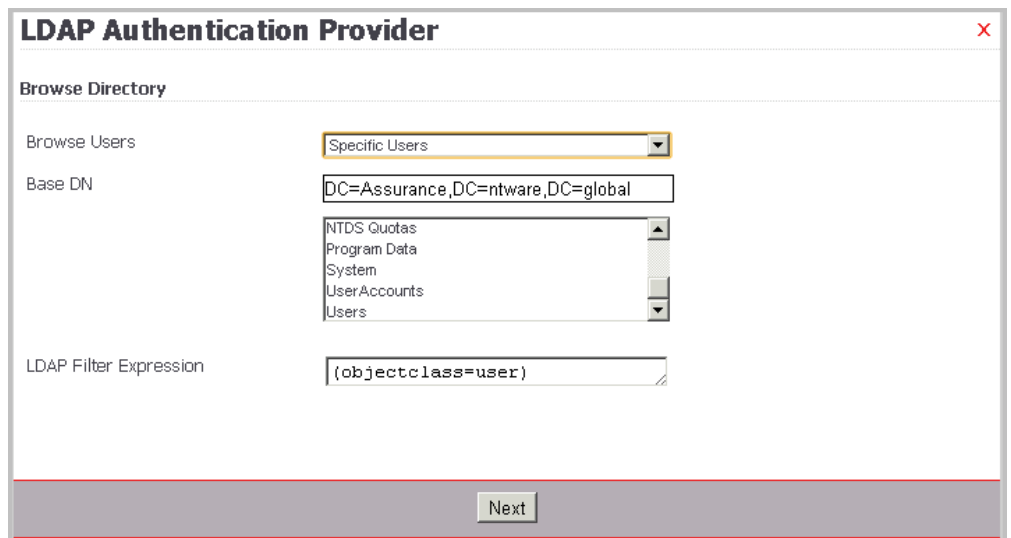 LDAP Authentication Provider
X
Browse Directory
Browse Users
Specific Users
Base DN
DC=Assurance,DC=ntware,DC=global
NTDS Quotas
Program Data
System
UserAccounts
Users
LDAP Filter Expression
(objectclass=user)
Next